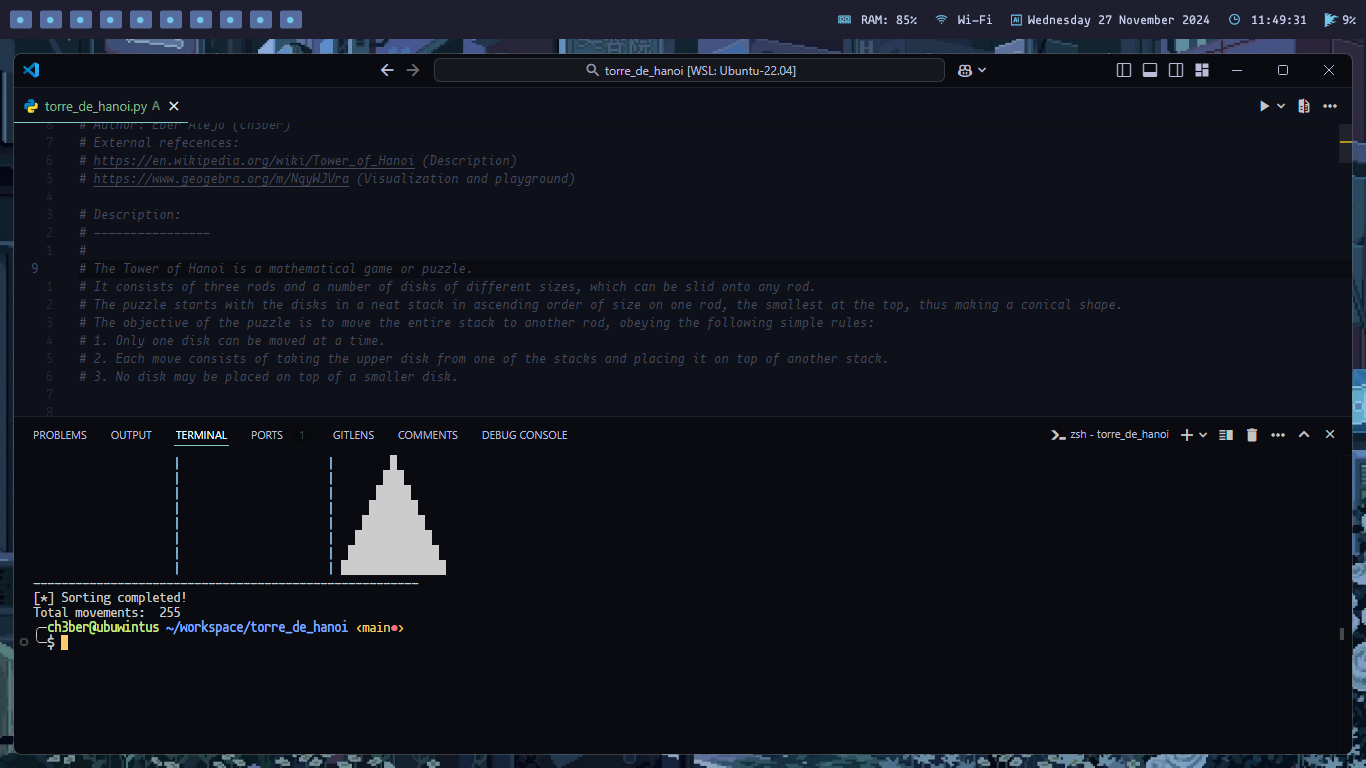 RAM: 85% Wi-Fi Wednesday 27 November 2024 11:49:31 9%
torre_de_hanoi [WSL: Ubuntu-22.04]
torre_de_hanoi.py A
8 # Author: Eber Alejo (ch3ber)
7 # External refecences:
6 # https://en.wikipedia.org/wiki/Tower_of_Hanoi (Description)
5 # https://www.geogebra.org/m/NqyWJVra (Visualization and playground)
4
3 # Description:
2 # ----------------
1 #
9 # The Tower of Hanoi is a mathematical game or puzzle.
1 # It consists of three rods and a number of disks of different sizes, which can be slid onto any rod.
2 # The puzzle starts with the disks in a neat stack in ascending order of size on one rod, the smallest at the top, thus making a conical shape.
3 # The objective of the puzzle is to move the entire stack to another rod, obeying the following simple rules:
4 # 1. Only one disk can be moved at a time.
5 # 2. Each move consists of taking the upper disk from one of the stacks and placing it on top of another stack.
6 # 3. No disk may be placed on top of a smaller disk.
7
8
PROBLEMS OUTPUT TERMINAL PORTS 1 GITLENS COMMENTS DEBUG CONSOLE zsh - torre_de_hanoi
[*] Sorting completed!
Total movements:  255
ch3ber@ubuwintus ~/workspace/torre_de_hanoi ‹main●›
$